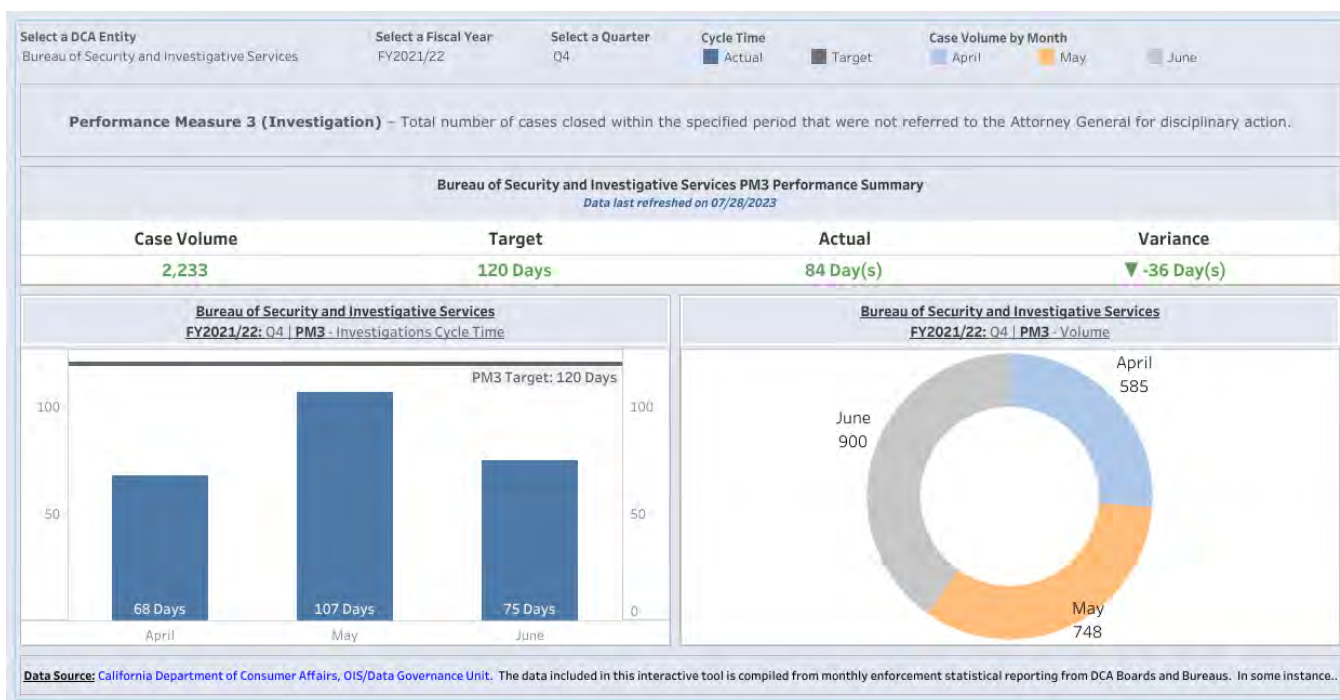 Select a DCA Entity Select a Fiscal Year Select a Quarter Cycle Time Case Volume by Month
Bureau of Security and Investigative Services FY2021/22 Q4 Actual Target April May June
Performance Measure 3 (Investigation) – Total number of cases closed within the specified period that were not referred to the Attorney General for disciplinary action.
Bureau of Security and Investigative Services PM3 Performance Summary
Data last refreshed on 07/28/2023
Case Volume Target Actual Variance
2,233 120 Days 84 Day(s) ▼ -36 Day(s)
Bureau of Security and Investigative Services
FY2021/22: Q4 | PM3 - Investigations Cycle Time
PM3 Target: 120 Days
100 100
50 50
68 Days 107 Days 75 Days 0
April May June
Bureau of Security and Investigative Services
FY2021/22: Q4 | PM3 - Volume
April
585
June
900
May
748
Data Source: California Department of Consumer Affairs, OIS/Data Governance Unit. The data included in this interactive tool is compiled from monthly enforcement statistical reporting from DCA Boards and Bureaus. In some instance..